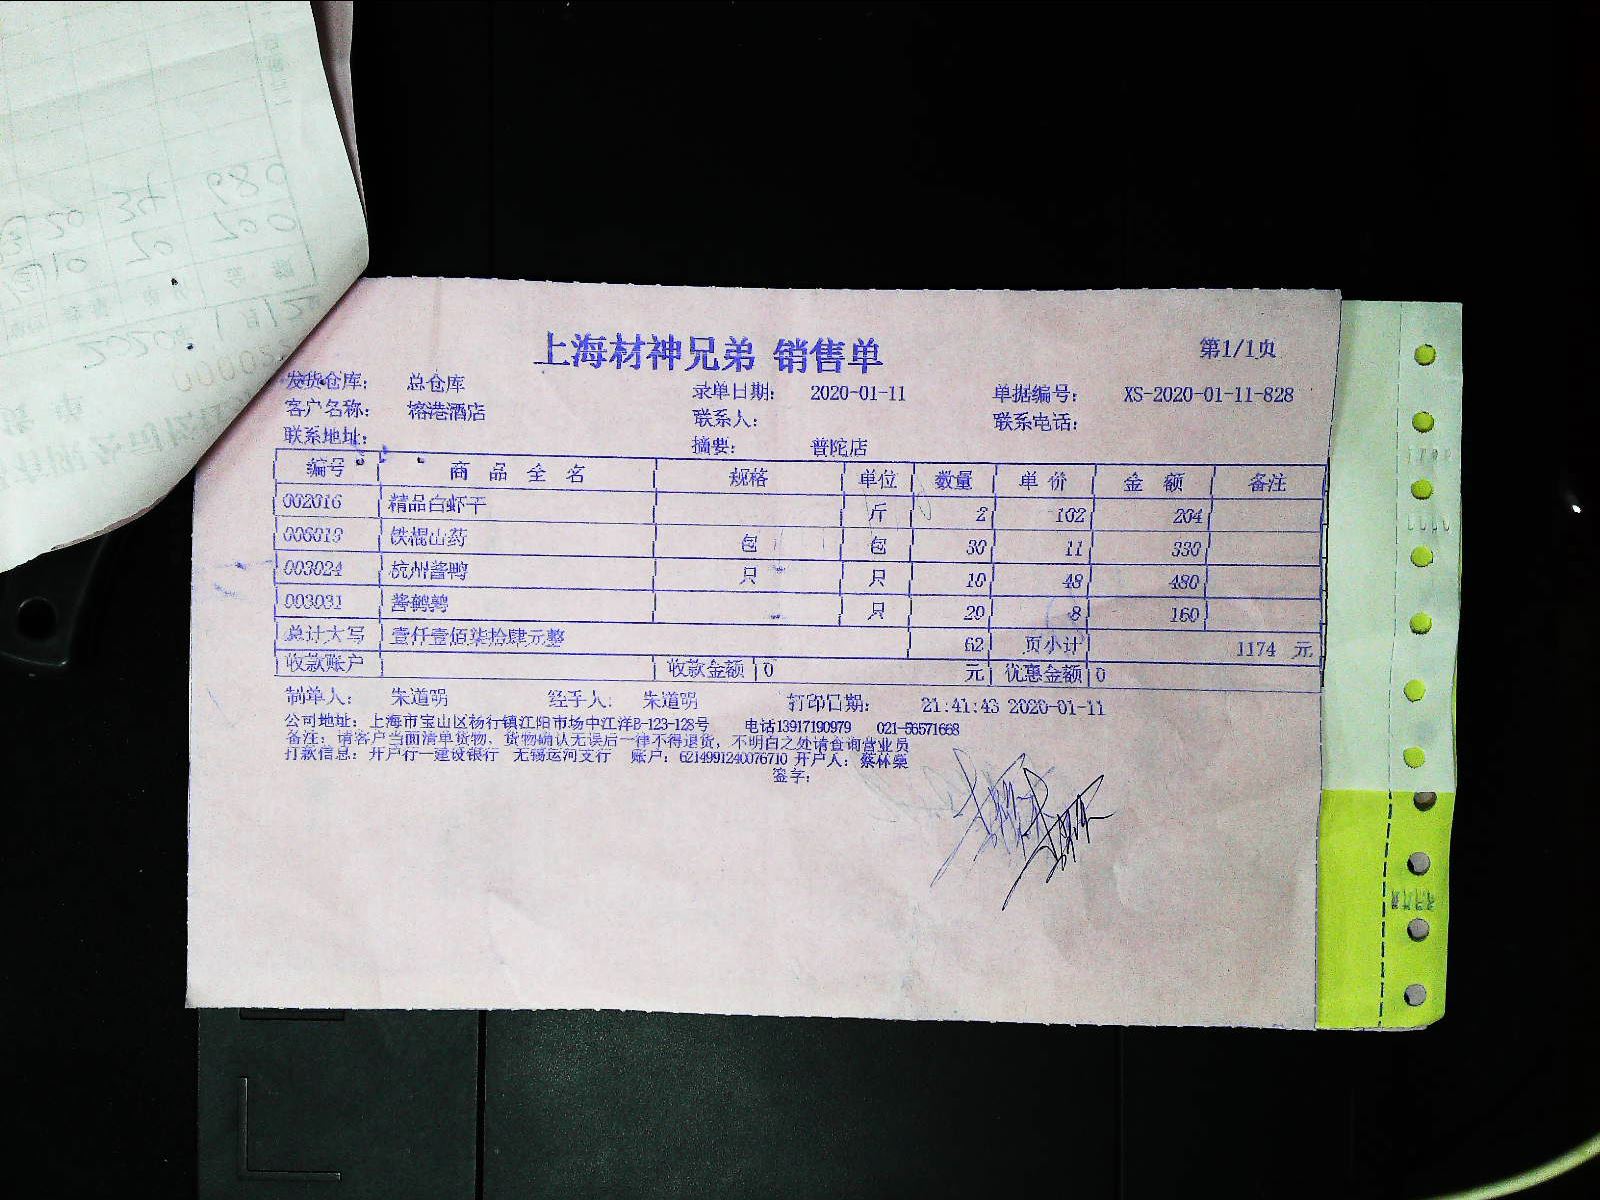 上海材神兄弟 销售单
第1/1页
发货仓库: 总仓库 录单日期: 2020-01-11 单据编号: XS-2020-01-11-828
客户名称: 榕港酒店 联系人: 联系电话:
联系地址: 摘要: 普陀店
编号 商品全名 规格 单位 数量 单价 金额 备注
002016 精品白虾干 斤 2 102 204
006013 铁棍山药 包 包 30 11 330
003024 杭州酱鸭 只 只 10 48 480
003031 酱鹌鹑 只 20 8 160
总计大写 壹仟壹佰柒拾肆元整 62 页小计 1174 元
收款账户 收款金额 0 元 优惠金额 0
制单人: 朱道明 经手人: 朱道明 打印日期: 21:41:43 2020-01-11
公司地址: 上海市宝山区杨行镇江阳市场中江洋B-123-128号 电话13917190979 021-56571668
备注: 请客户当面清单货物, 货物确认无误后一律不得退货, 不明白之处请查询营业员
打款信息: 开户行—建设银行 无锡运河支行 账户: 6214991240076710 开户人: 蔡林燊
签字: